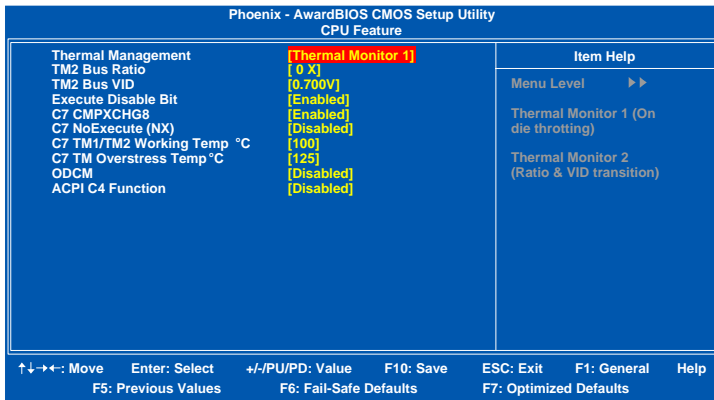 Phoenix - AwardBIOS CMOS Setup Utility
CPU Feature
Thermal Management [Thermal Monitor 1]
TM2 Bus Ratio [ 0 X]
TM2 Bus VID [0.700V]
Execute Disable Bit [Enabled]
C7 CMPXCHG8 [Enabled]
C7 NoExecute (NX) [Disabled]
C7 TM1/TM2 Working Temp °C [100]
C7 TM Overstress Temp°C [125]
ODCM [Disabled]
ACPI C4 Function [Disabled]
Item Help
Menu Level ▶▶
Thermal Monitor 1 (On
die throtting)
Thermal Monitor 2
(Ratio & VID transition)
↑↓→←: Move Enter: Select +/-/PU/PD: Value F10: Save ESC: Exit F1: General Help
F5: Previous Values F6: Fail-Safe Defaults F7: Optimized Defaults